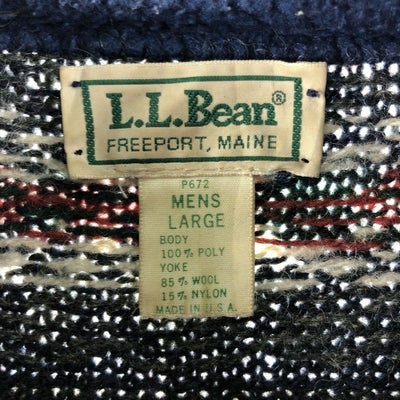 L.L.Bean®
FREEPORT, MAINE
P672
MENS
LARGE
BODY
100% POLY
YOKE
85% WOOL
15% NYLON
MADE IN U.S.A.